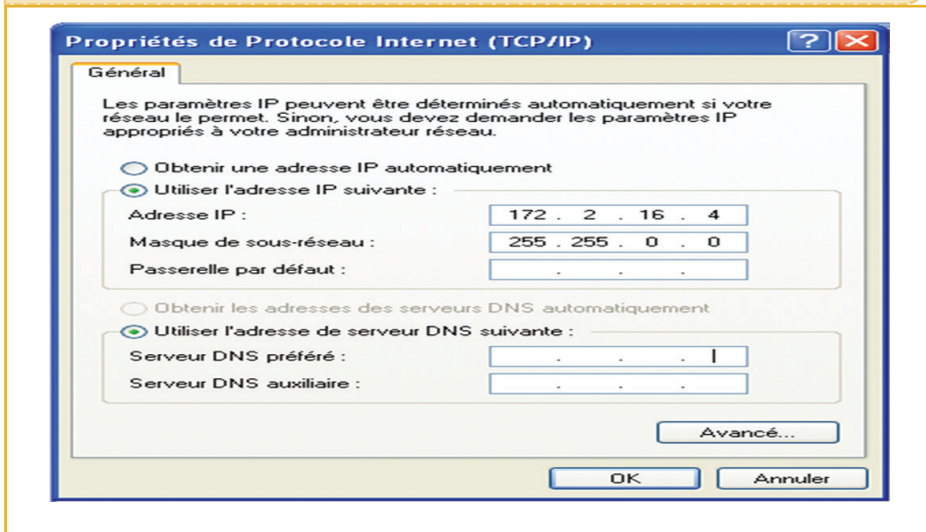 Propriétés de Protocole Internet (TCP/IP)
Général
Les paramètres IP peuvent être déterminés automatiquement si votre
réseau le permet. Sinon, vous devez demander les paramètres IP
appropriés à votre administrateur réseau.
Obtenir une adresse IP automatiquement
Utiliser l'adresse IP suivante :
Adresse IP : 172 . 2 . 16 . 4
Masque de sous-réseau : 255 . 255 . 0 . 0
Passerelle par défaut : . . .
Obtenir les adresses des serveurs DNS automatiquement
Utiliser l'adresse de serveur DNS suivante :
Serveur DNS préféré : . . .
Serveur DNS auxiliaire : . . .
Avancé...
OK Annuler